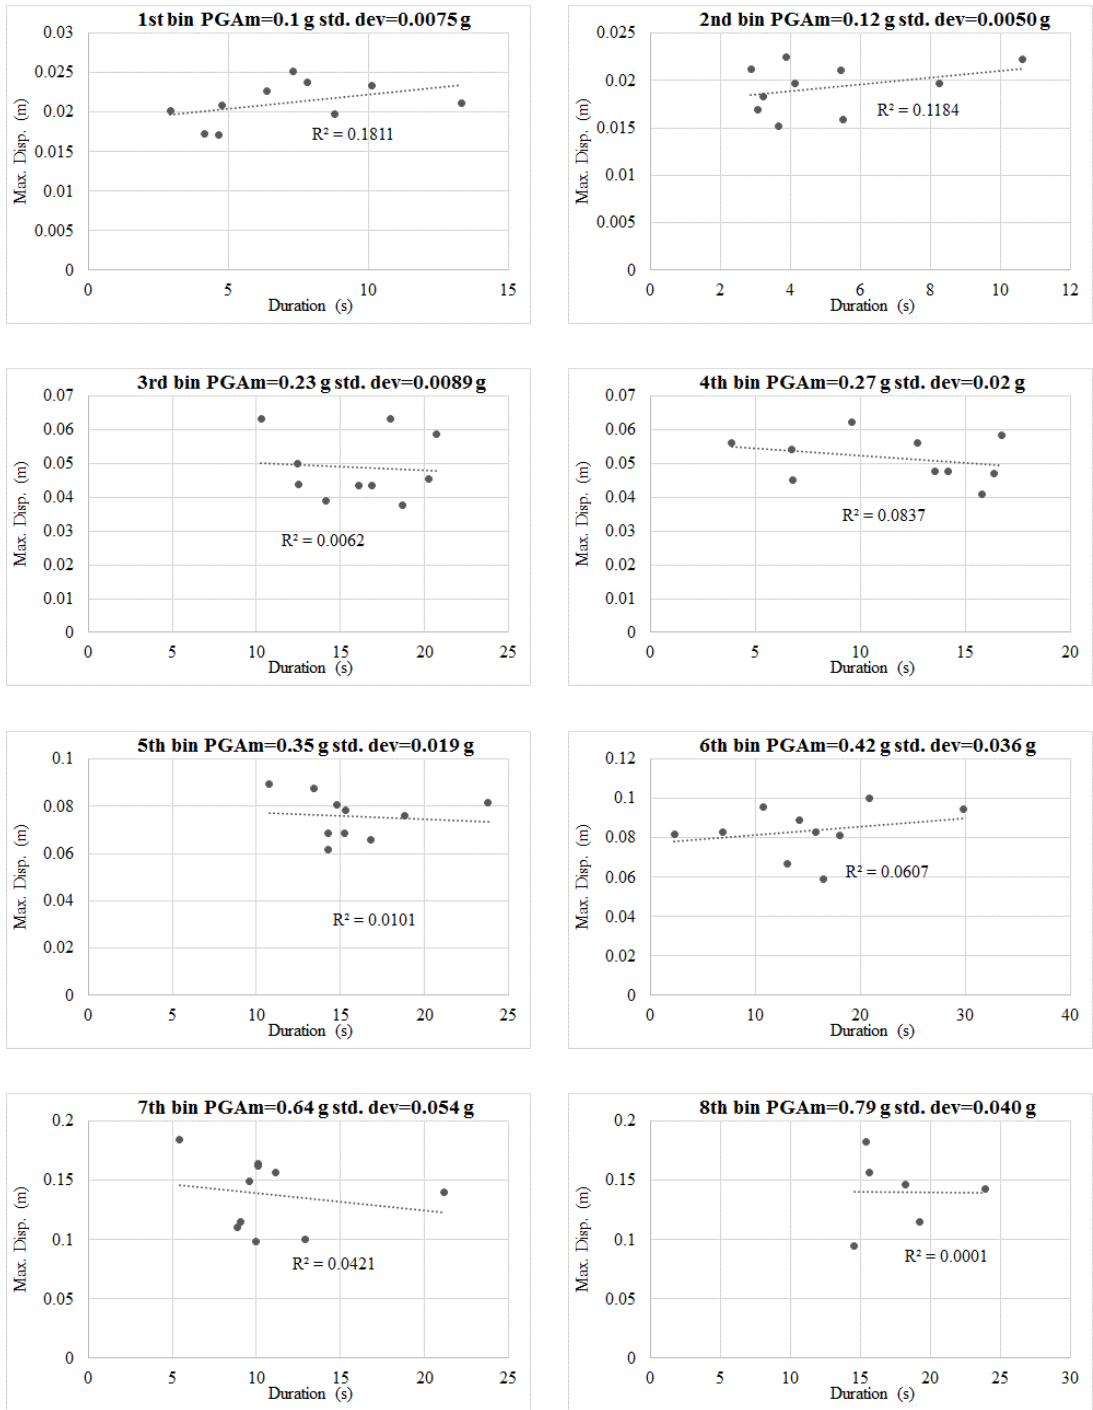 1st bin PGAm=0.1 g std. dev=0.0075 g
0.03
0.025
0.02
0.015
0.01
0.005
0
Max. Disp. (m)
R² = 0.1811
0 5 10 15
Duration (s)
2nd bin PGAm=0.12 g std. dev=0.0050 g
0.025
0.02
0.015
0.01
0.005
0
Max. Disp. (m)
R² = 0.1184
0 2 4 6 8 10 12
Duration (s)
3rd bin PGAm=0.23 g std. dev=0.0089 g
0.07
0.06
0.05
0.04
0.03
0.02
0.01
0
Max. Disp. (m)
R² = 0.0062
0 5 10 15 20 25
Duration (s)
4th bin PGAm=0.27 g std. dev=0.02 g
0.07
0.06
0.05
0.04
0.03
0.02
0.01
0
Max. Disp. (m)
R² = 0.0837
0 5 10 15 20
Duration (s)
5th bin PGAm=0.35 g std. dev=0.019 g
0.1
0.08
0.06
0.04
0.02
0
Max. Disp. (m)
R² = 0.0101
0 5 10 15 20 25
Duration (s)
6th bin PGAm=0.42 g std. dev=0.036 g
0.12
0.1
0.08
0.06
0.04
0.02
0
Max. Disp. (m)
R² = 0.0607
0 10 20 30 40
Duration (s)
7th bin PGAm=0.64 g std. dev=0.054 g
0.2
0.15
0.1
0.05
0
Max. Disp. (m)
R² = 0.0421
0 5 10 15 20 25
Duration (s)
8th bin PGAm=0.79 g std. dev=0.040 g
0.2
0.15
0.1
0.05
0
Max. Disp. (m)
R² = 0.0001
0 5 10 15 20 25 30
Duration (s)